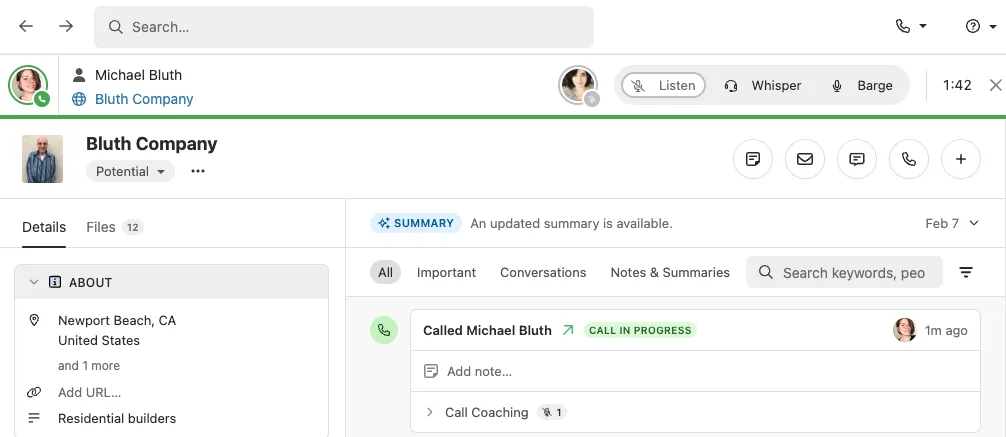 Search...
Michael Bluth
Bluth Company
Listen
Whisper
Barge
1:42
Bluth Company
Potential
Details
Files 12
SUMMARY
An updated summary is available.
Feb 7
All
Important
Conversations
Notes & Summaries
Search keywords, peo
ABOUT
Newport Beach, CA
United States
and 1 more
Add URL...
Residential builders
Called Michael Bluth
CALL IN PROGRESS
1m ago
Add note...
Call Coaching
1